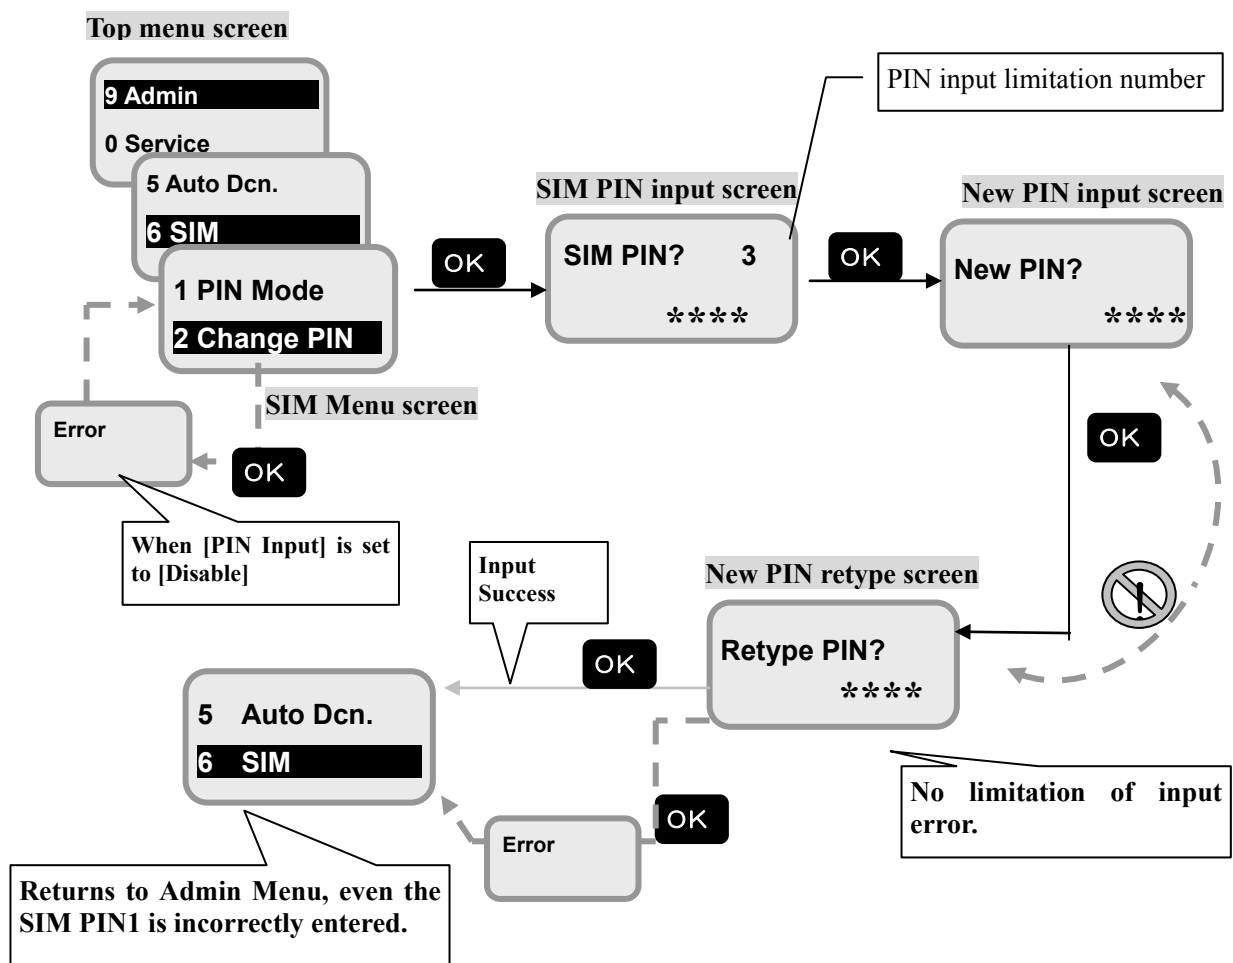 Top menu screen
9 Admin
0 Service
5 Auto Dcn.
6 SIM
1 PIN Mode
2 Change PIN
SIM Menu screen
Error
OK
When [PIN Input] is set
to [Disable]
OK
SIM PIN input screen
SIM PIN? 3
****
PIN input limitation number
OK
New PIN input screen
New PIN?
****
OK
New PIN retype screen
Retype PIN?
****
No limitation of input
error.
Input
Success
OK
5 Auto Dcn.
6 SIM
OK
Error
Returns to Admin Menu, even the
SIM PIN1 is incorrectly entered.